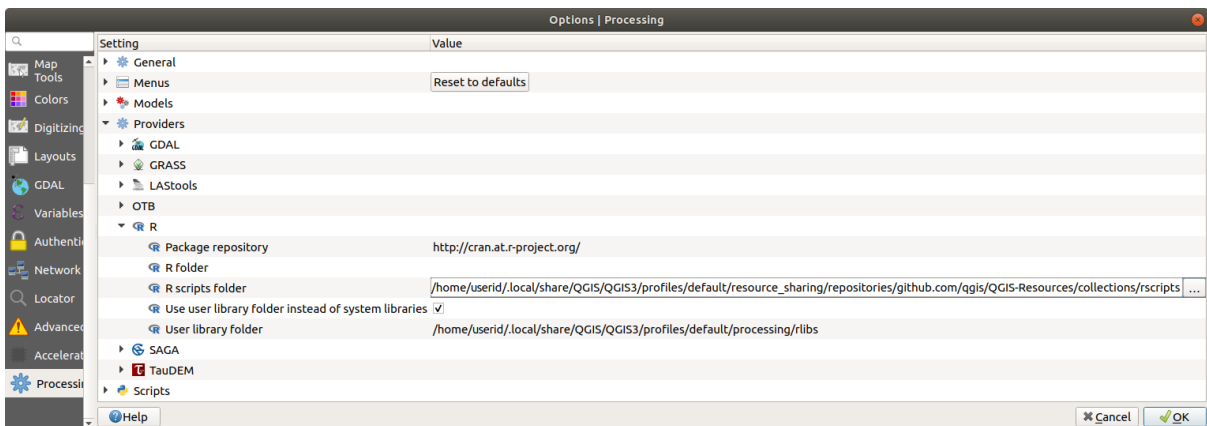 Options | Processing
Setting Value
Map Tools
Colors
Digitizing
Layouts
GDAL
Variables
Authenti
Network
Locator
Advanced
Accelerat
Processi
General
Menus Reset to defaults
Models
Providers
GDAL
GRASS
LAStools
OTB
R
Package repository http://cran.at.r-project.org/
R folder
R scripts folder /home/userid/.local/share/QGIS/QGIS3/profiles/default/resource_sharing/repositories/github.com/qgis/QGIS-Resources/collections/rscripts ...
Use user library folder instead of system libraries
User library folder /home/userid/.local/share/QGIS/QGIS3/profiles/default/processing/rlibs
SAGA
TauDEM
Scripts
Help Cancel OK